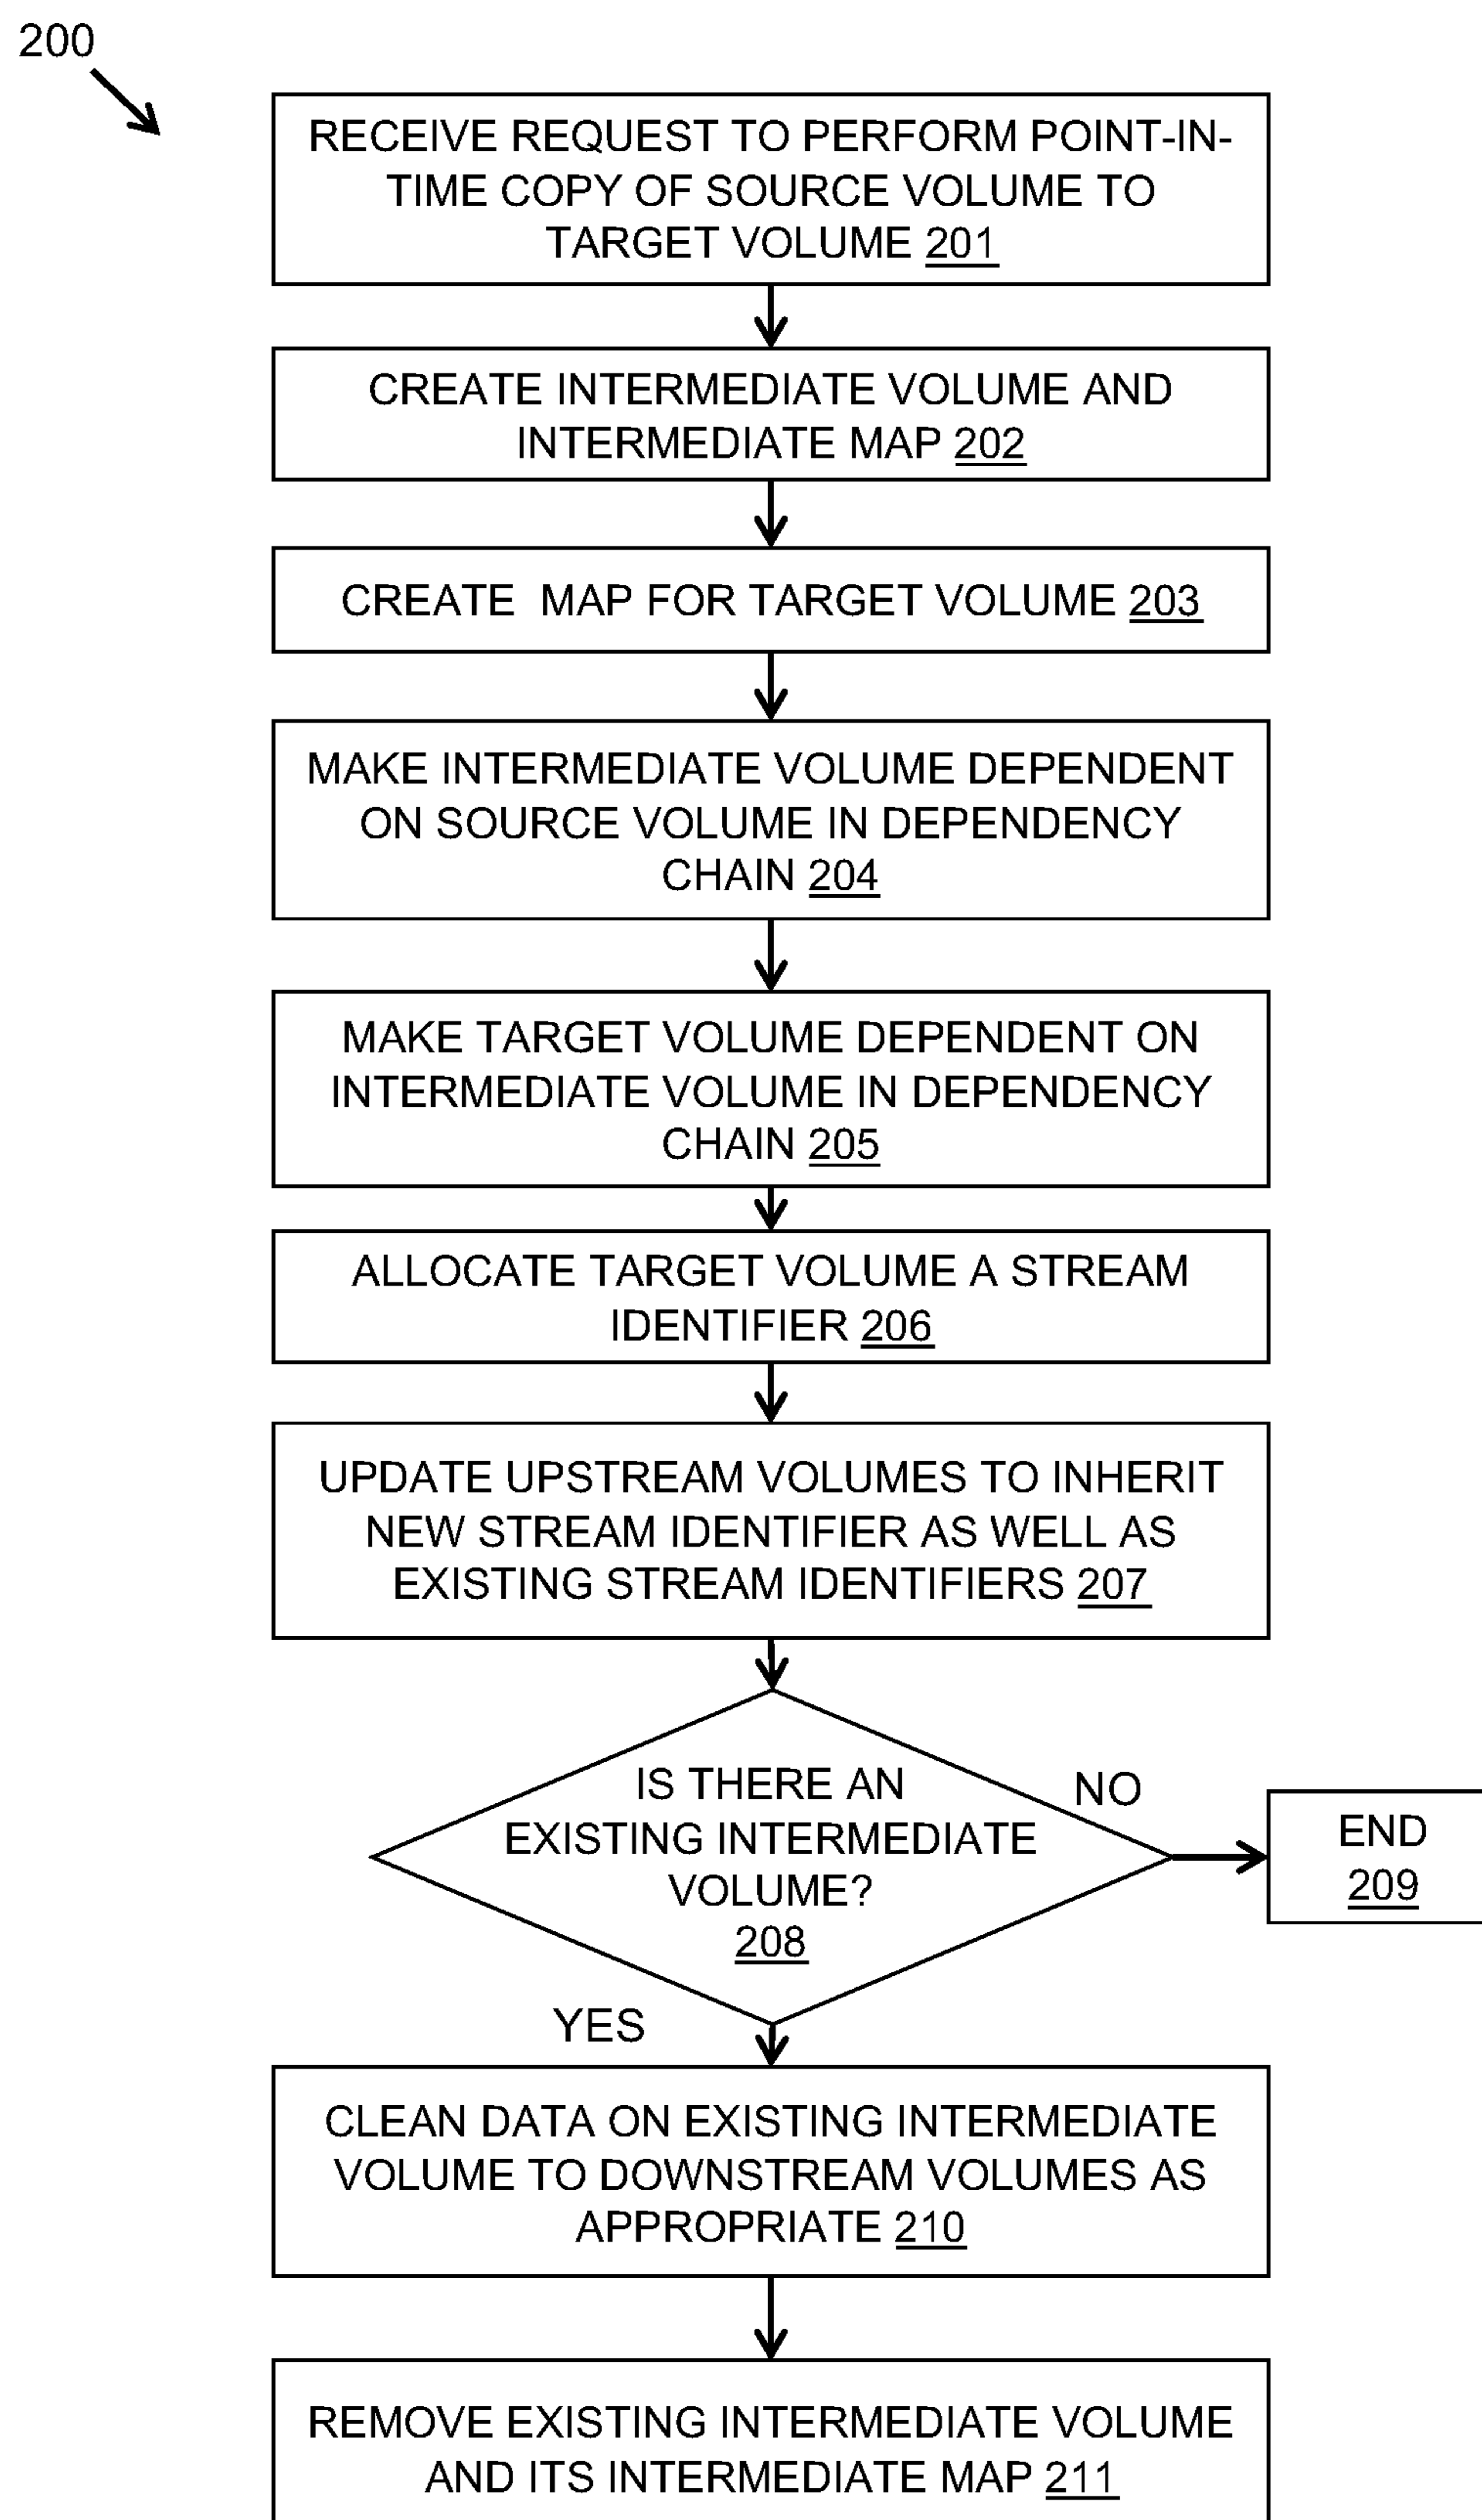 200
RECEIVE REQUEST TO PERFORM POINT-IN-
TIME COPY OF SOURCE VOLUME TO
TARGET VOLUME 201
CREATE INTERMEDIATE VOLUME AND
INTERMEDIATE MAP 202
CREATE MAP FOR TARGET VOLUME 203
MAKE INTERMEDIATE VOLUME DEPENDENT
ON SOURCE VOLUME IN DEPENDENCY
CHAIN 204
MAKE TARGET VOLUME DEPENDENT ON
INTERMEDIATE VOLUME IN DEPENDENCY
CHAIN 205
ALLOCATE TARGET VOLUME A STREAM
IDENTIFIER 206
UPDATE UPSTREAM VOLUMES TO INHERIT
NEW STREAM IDENTIFIER AS WELL AS
EXISTING STREAM IDENTIFIERS 207
IS THERE AN
EXISTING INTERMEDIATE
VOLUME?
208
NO
END
209
YES
CLEAN DATA ON EXISTING INTERMEDIATE
VOLUME TO DOWNSTREAM VOLUMES AS
APPROPRIATE 210
REMOVE EXISTING INTERMEDIATE VOLUME
AND ITS INTERMEDIATE MAP 211